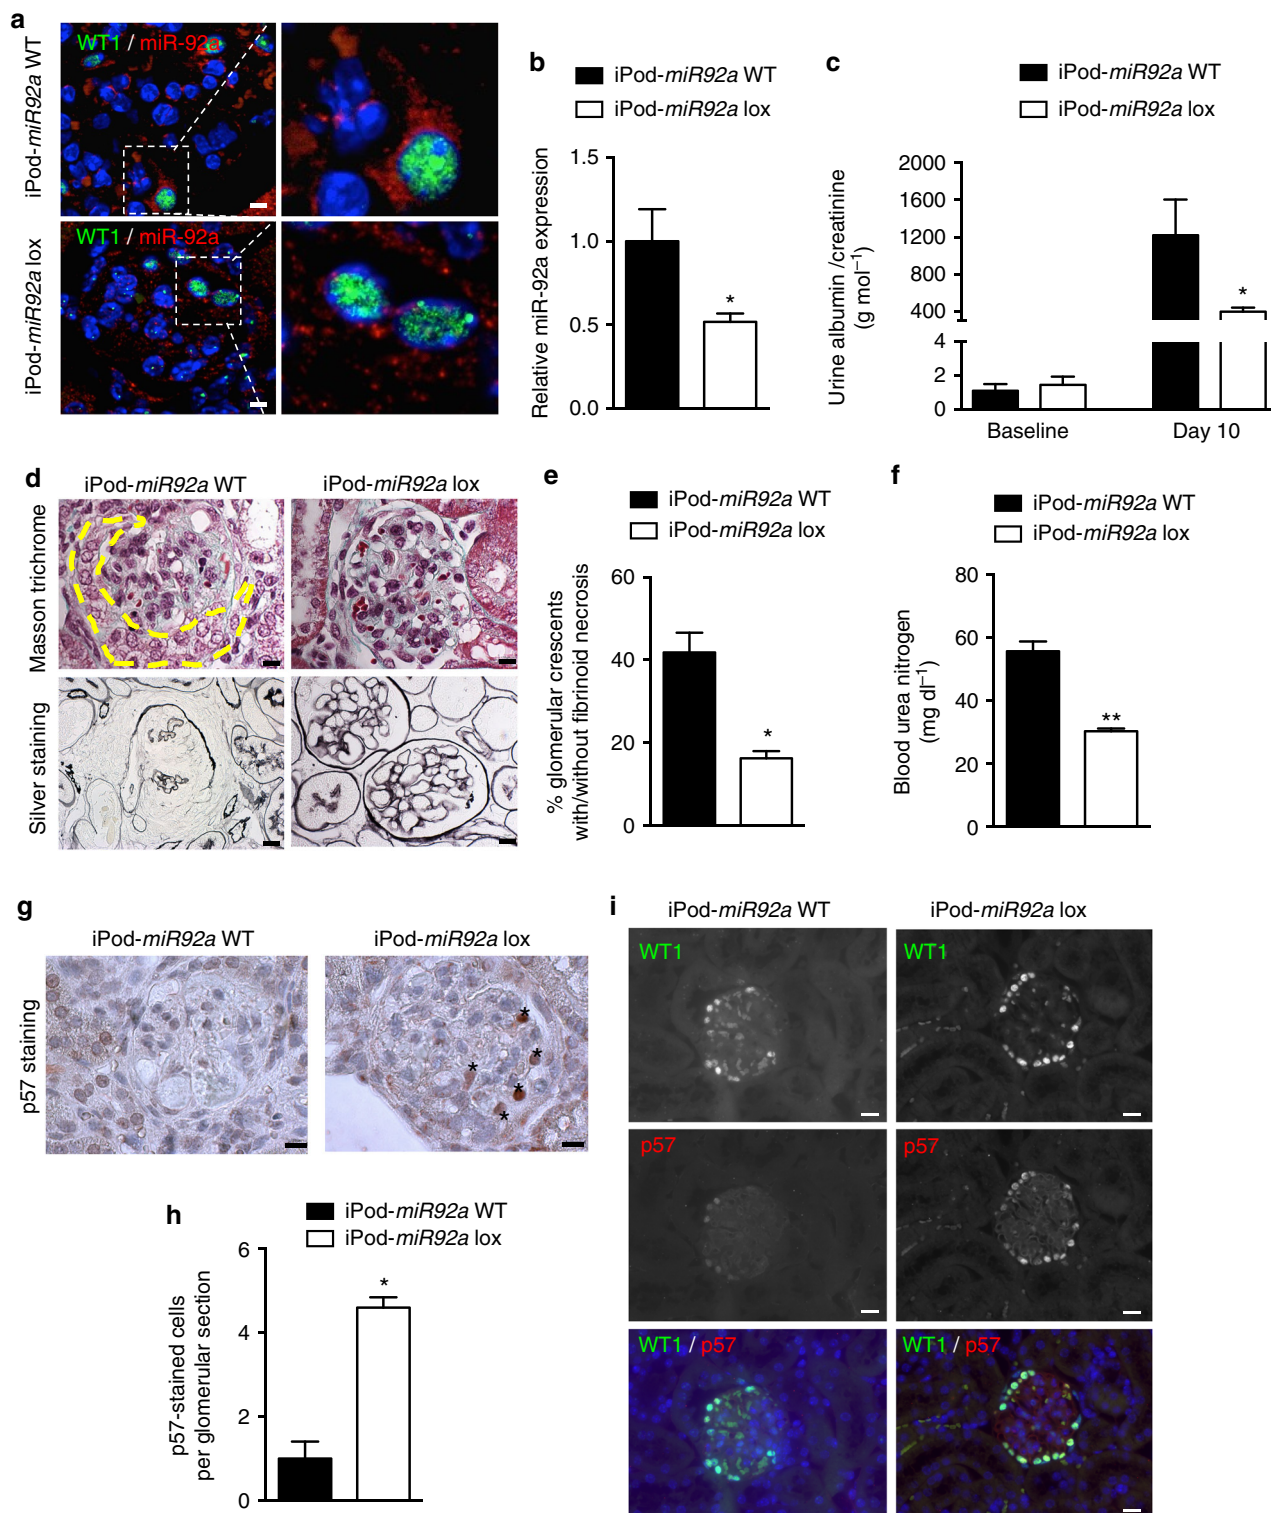 a
iPod-miR92a WT
WT1 / miR-92a
iPod-miR92a lox
WT1 / miR-92a
b
iPod-miR92a WT
iPod-miR92a lox
Relative miR-92a expression
1.5
1.0
0.5
0.0
*
c
iPod-miR92a WT
iPod-miR92a lox
Urine albumin /creatinine
(g mol–1)
2000
1600
1200
800
400
4
2
0
*
Baseline
Day 10
d
iPod-miR92a WT
iPod-miR92a lox
Masson trichrome
Silver staining
e
iPod-miR92a WT
iPod-miR92a lox
% glomerular crescents
with/without fibrinoid necrosis
60
40
20
0
*
f
iPod-miR92a WT
iPod-miR92a lox
Blood urea nitrogen
(mg dl–1)
80
60
40
20
0
**
g
iPod-miR92a WT
iPod-miR92a lox
p57 staining
*
*
*
*
*
h
iPod-miR92a WT
iPod-miR92a lox
p57-stained cells
per glomerular section
6
4
2
0
*
i
iPod-miR92a WT
iPod-miR92a lox
WT1
WT1
p57
p57
WT1 / p57
WT1 / p57